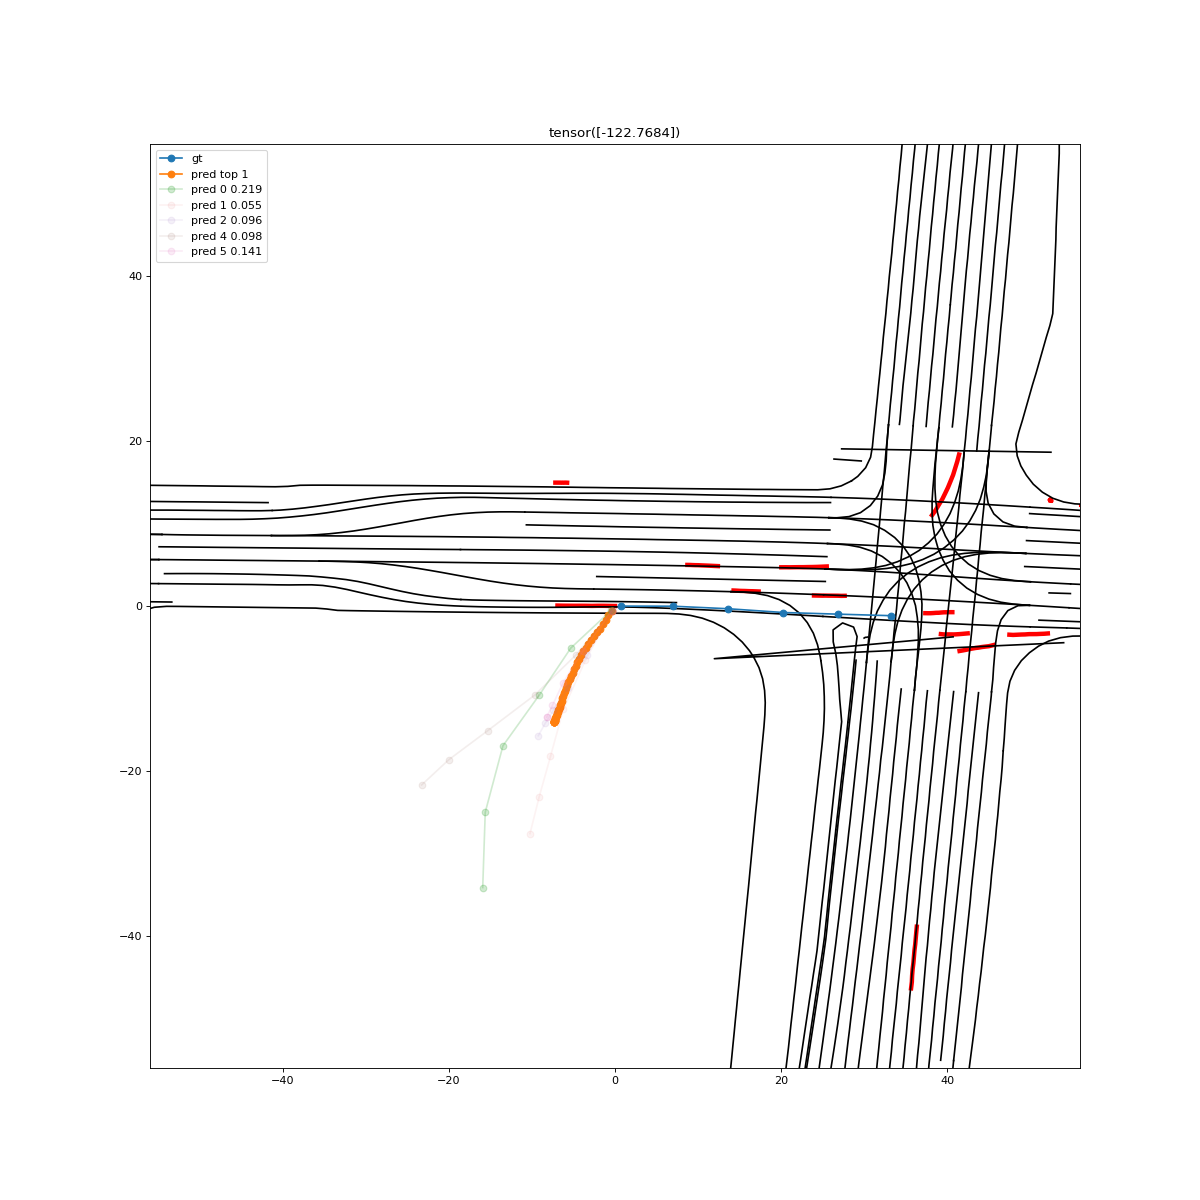 tensor([-122.7684])
gt
pred top 1
pred 0 0.219
pred 1 0.055
pred 2 0.096
pred 4 0.098
pred 5 0.141
40
20
0
−20
−40
−40
−20
0
20
40